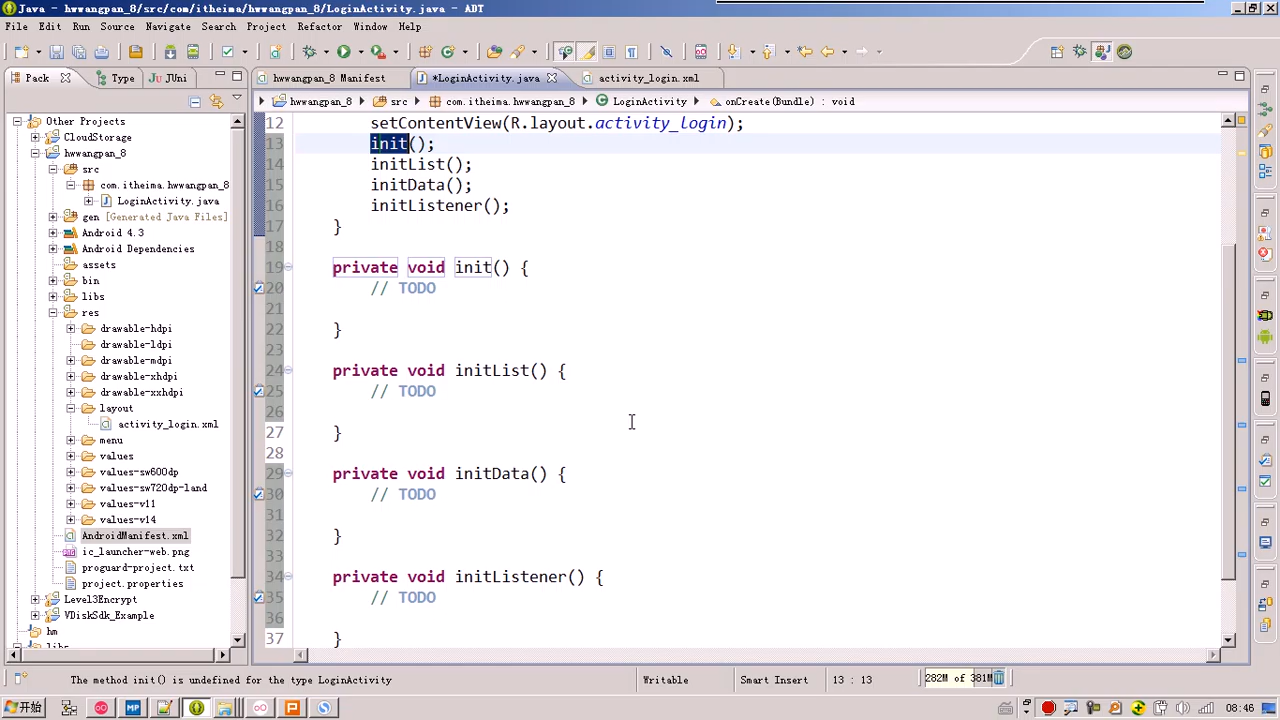 Java - hwwangpan_8/src/com/itheima/hwwangpan_8/LoginActivity.java - ADT
File Edit Run Source Navigate Search Project Refactor Window Help
Pack Type JUni
hwwangpan_8 Manifest *LoginActivity.java activity_login.xml
hwwangpan_8 src com.itheima.hwwangpan_8 LoginActivity onCreate(Bundle) : void
Other Projects
CloudStorage
hwwangpan_8
src
com.itheima.hwwangpan_8
LoginActivity.java
gen [Generated Java Files]
Android 4.3
Android Dependencies
assets
bin
libs
res
drawable-hdpi
drawable-ldpi
drawable-mdpi
drawable-xhdpi
drawable-xxhdpi
layout
activity_login.xml
menu
values
values-sw600dp
values-sw720dp-land
values-v11
values-v14
AndroidManifest.xml
ic_launcher-web.png
proguard-project.txt
project.properties
Level3Encrypt
VDiskSdk_Example
hm
libs
12 setContentView(R.layout.activity_login);
13 init();
14 initList();
15 initData();
16 initListener();
17 }
18
19 private void init() {
20 // TODO
21
22 }
23
24 private void initList() {
25 // TODO
26
27 }
28
29 private void initData() {
30 // TODO
31
32 }
33
34 private void initListener() {
35 // TODO
36
37 }
The method init() is undefined for the type LoginActivity Writable Smart Insert 13 : 13 282M of 381M
开始 MP P 08:46